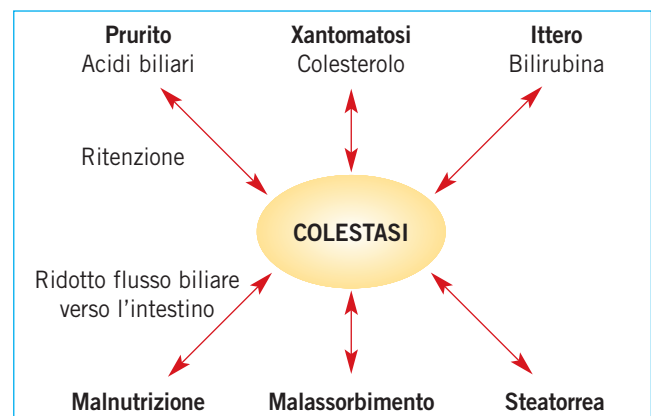 Prurito Xantomatosi Ittero
Acidi biliari Colesterolo Bilirubina
Ritenzione
COLESTASI
Ridotto flusso biliare
verso l'intestino
Malnutrizione Malassorbimento Steatorrea